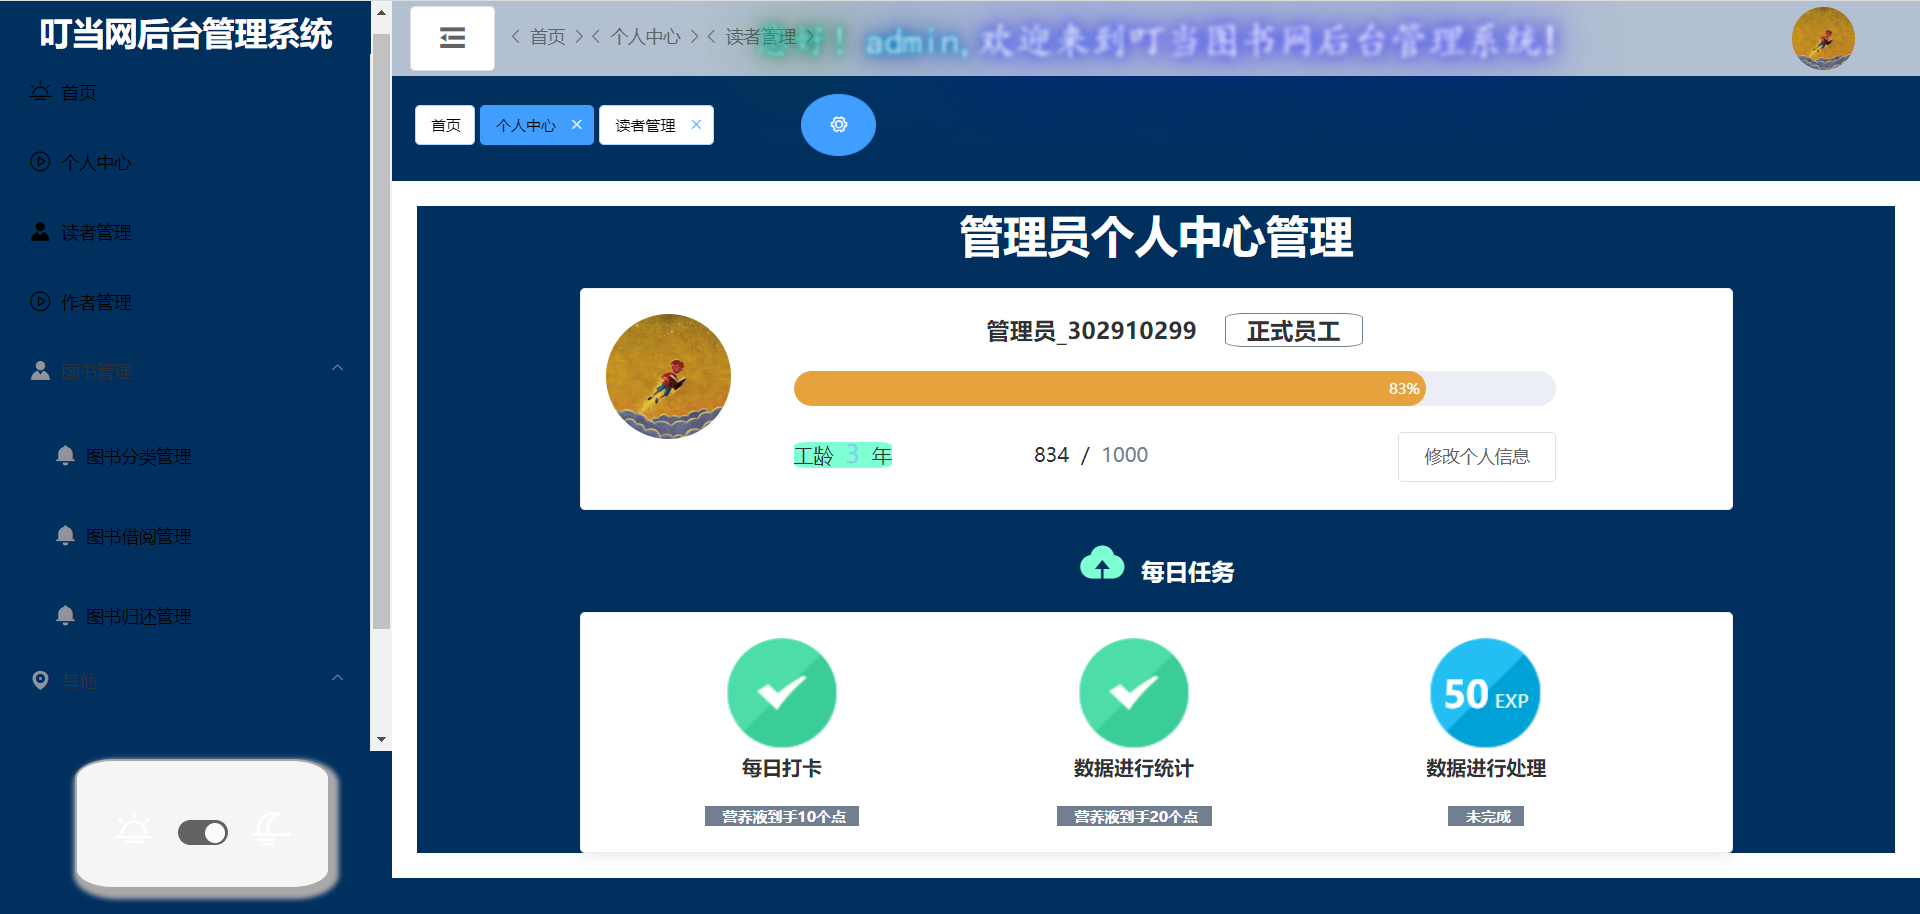 叮当网后台管理系统
首页
个人中心
读者管理
作者管理
图书管理
图书分类管理
图书借阅管理
图书归还管理
其他
首页
个人中心
读者管理
您好！admin,欢迎来到叮当图书网后台管理系统!
首页
个人中心
读者管理
管理员个人中心管理
管理员_302910299 正式员工
83%
工龄 3 年
834 / 1000
修改个人信息
每日任务
50 EXP
每日打卡
数据进行统计
数据进行处理
营养液到手10个点
营养液到手20个点
未完成